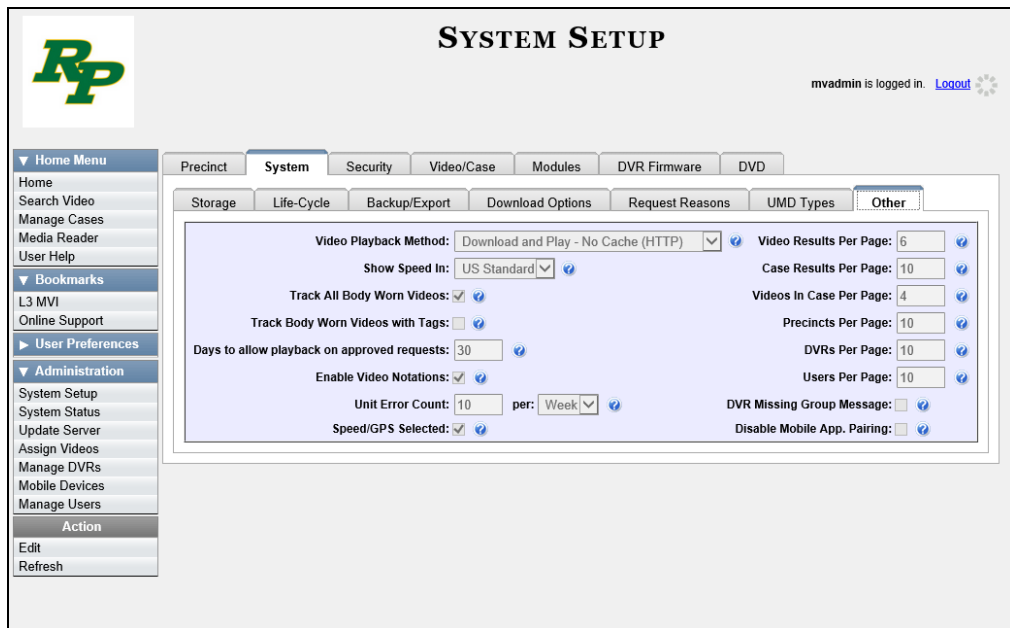 RP
SYSTEM SETUP
mvadmin is logged in. Logout
▼ Home Menu
Home
Search Video
Manage Cases
Media Reader
User Help
▼ Bookmarks
L3 MVI
Online Support
► User Preferences
▼ Administration
System Setup
System Status
Update Server
Assign Videos
Manage DVRs
Mobile Devices
Manage Users
Action
Edit
Refresh
Precinct System Security Video/Case Modules DVR Firmware DVD
Storage Life-Cycle Backup/Export Download Options Request Reasons UMD Types Other
Video Playback Method: Download and Play - No Cache (HTTP) ? Video Results Per Page: 6 ?
Show Speed In: US Standard ? Case Results Per Page: 10 ?
Track All Body Worn Videos: ? Videos In Case Per Page: 4 ?
Track Body Worn Videos with Tags: ? Precincts Per Page: 10 ?
Days to allow playback on approved requests: 30 ? DVRs Per Page: 10 ?
Enable Video Notations: ? Users Per Page: 10 ?
Unit Error Count: 10 per: Week ? DVR Missing Group Message: ?
Speed/GPS Selected: ? Disable Mobile App. Pairing: ?